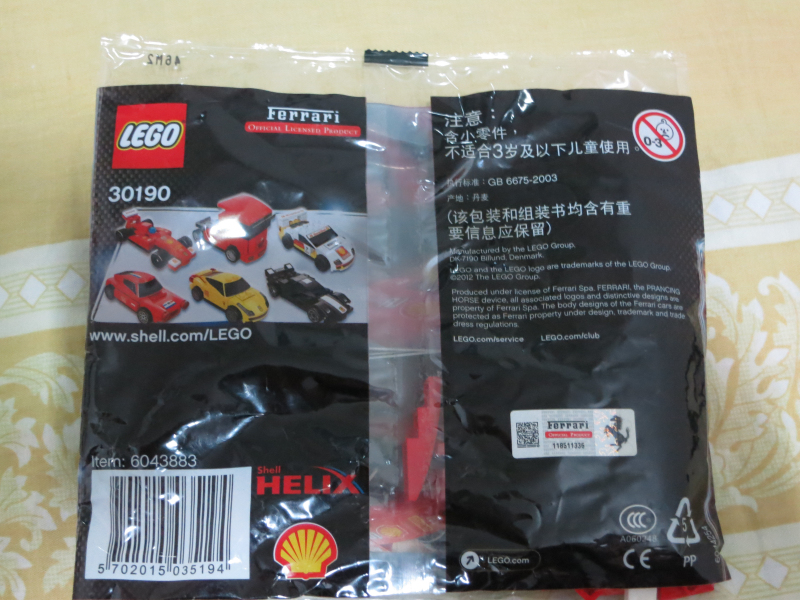 46M2
LEGO
Ferrari
OFFICIAL LICENSED PRODUCT
30190
www.shell.com/LEGO
Item: 6043883
Shell
HELIX
5 702015 035194
注意：
含小零件，
不适合3岁及以下儿童使用。
0-3
执行标准：GB 6675-2003
产地：丹麦
(该包装和组装书均含有重
要信息应保留)
Manufactured by the LEGO Group,
DK-7190 Billund, Denmark.
LEGO and the LEGO logo are trademarks of the LEGO Group.
©2012 The LEGO Group.
Produced under license of Ferrari Spa. FERRARI, the PRANCING
HORSE device, all associated logos and distinctive designs are
property of Ferrari Spa. The body designs of the Ferrari cars are
protected as Ferrari property under design, trademark and trade
dress regulations.
LEGO.com/service LEGO.com/club
Ferrari
OFFICIAL PRODUCT
118511336
CCC
5
LEGO.com
CE
PP